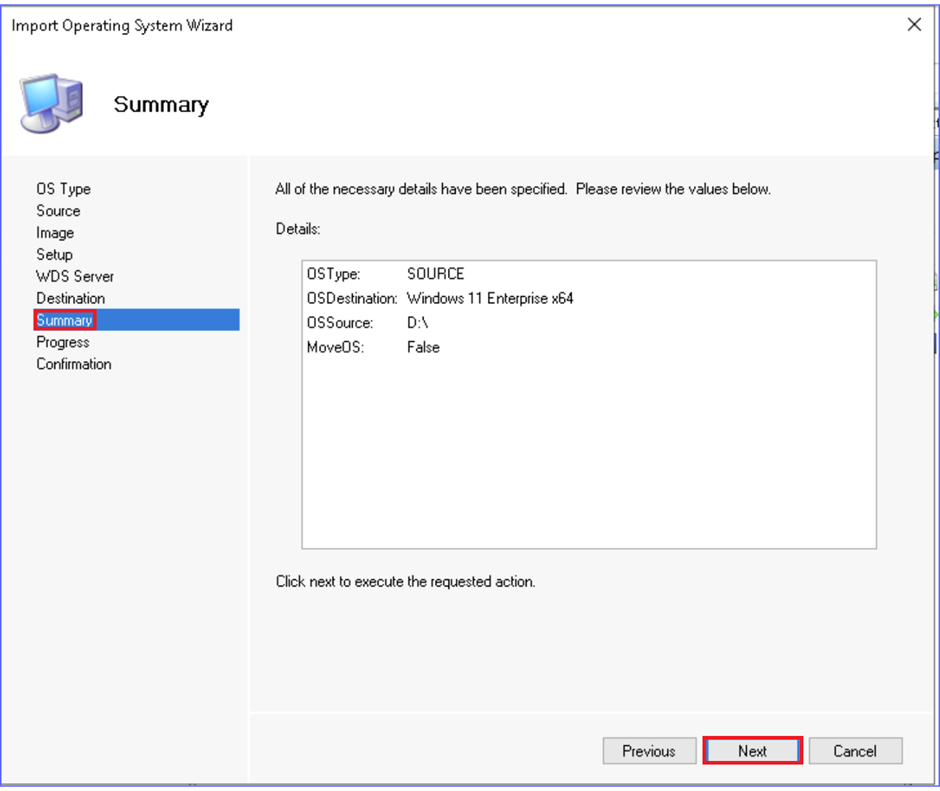 Import Operating System Wizard
Summary
OS Type
Source
Image
Setup
WDS Server
Destination
Summary
Progress
Confirmation
All of the necessary details have been specified.  Please review the values below.
Details:
OSType: SOURCE
OSDestination: Windows 11 Enterprise x64
OSSource: D:\
MoveOS: False
Click next to execute the requested action.
Previous Next Cancel